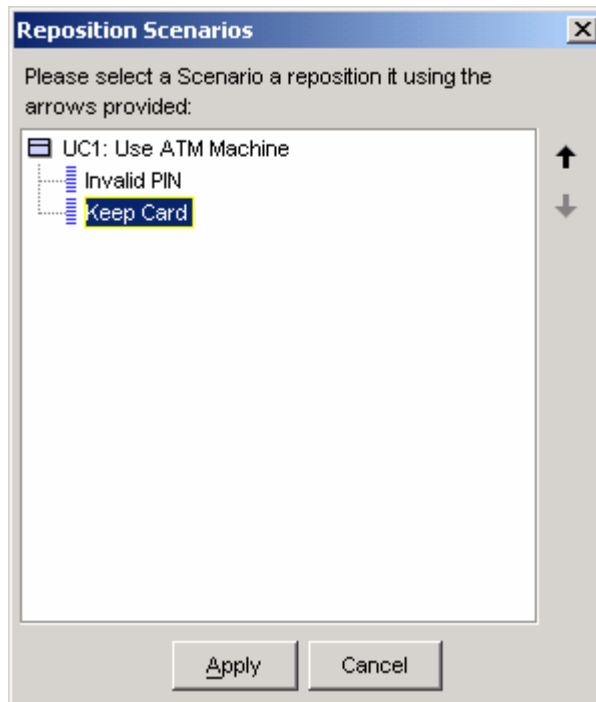 Reposition Scenarios
Please select a Scenario a reposition it using the
arrows provided:
UC1: Use ATM Machine
Invalid PIN
Keep Card
Apply
Cancel